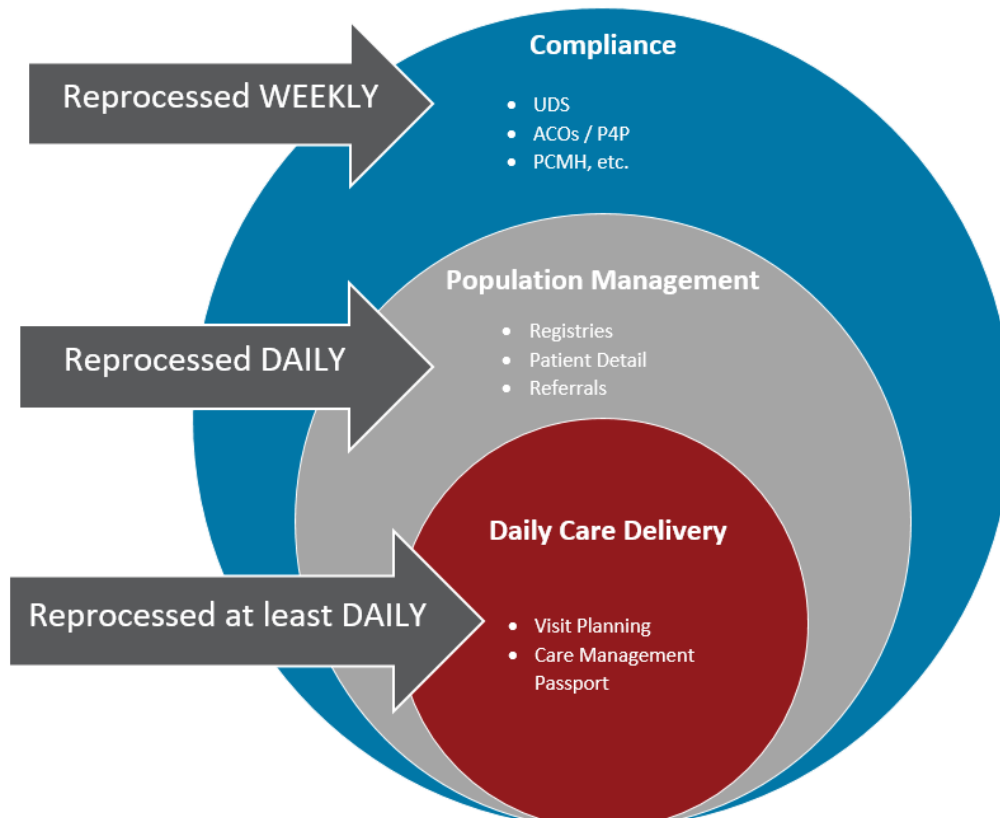 Compliance
Reprocessed WEEKLY
• UDS
• ACOs / P4P
• PCMH, etc.
Population Management
• Registries
Reprocessed DAILY
• Patient Detail
• Referrals
Daily Care Delivery
Reprocessed at least DAILY
• Visit Planning
• Care Management
Passport